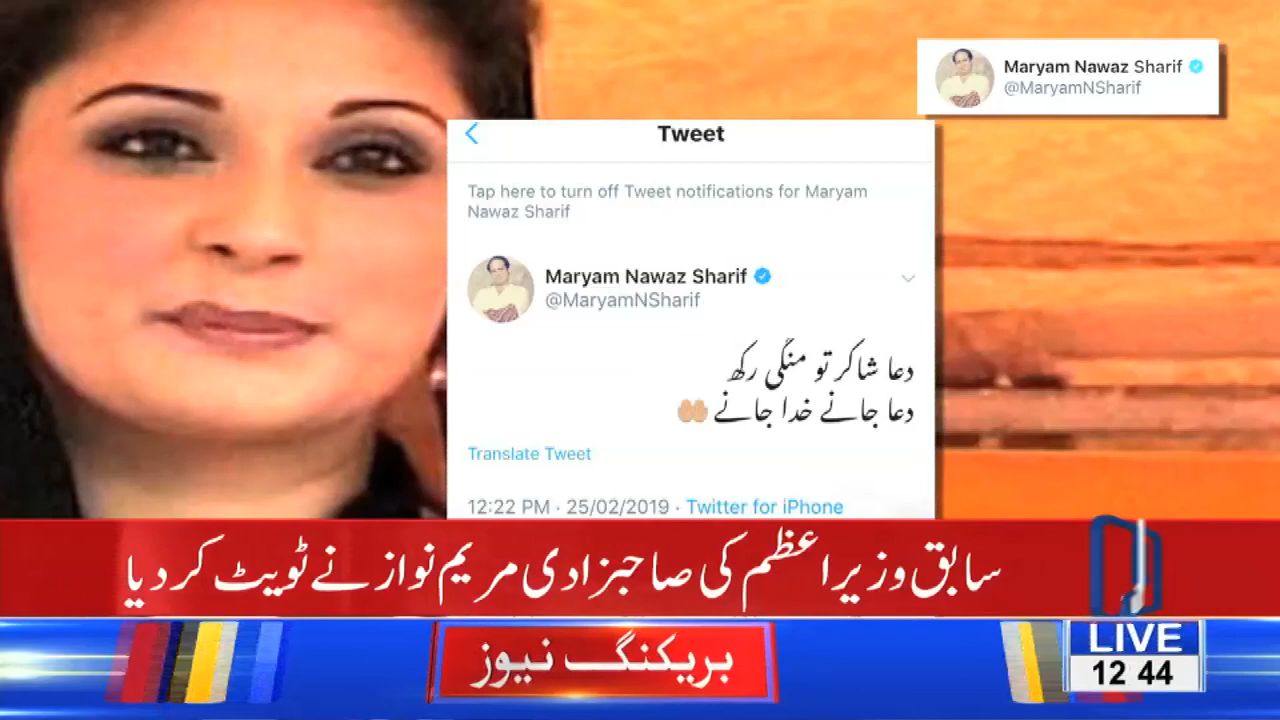 Maryam Nawaz Sharif
@MaryamNSharif
Tweet
Tap here to turn off Tweet notifications for Maryam
Nawaz Sharif
Maryam Nawaz Sharif
@MaryamNSharif
دعا شاکر تو منگی رکھ
دعا جانے خدا جانے 🤲🏼
Translate Tweet
12:22 PM · 25/02/2019 · Twitter for iPhone
سابق وزیراعظم کی صاحبزادی مریم نواز نے ٹویٹ کر دیا
بریکنگ نیوز
LIVE
12 44